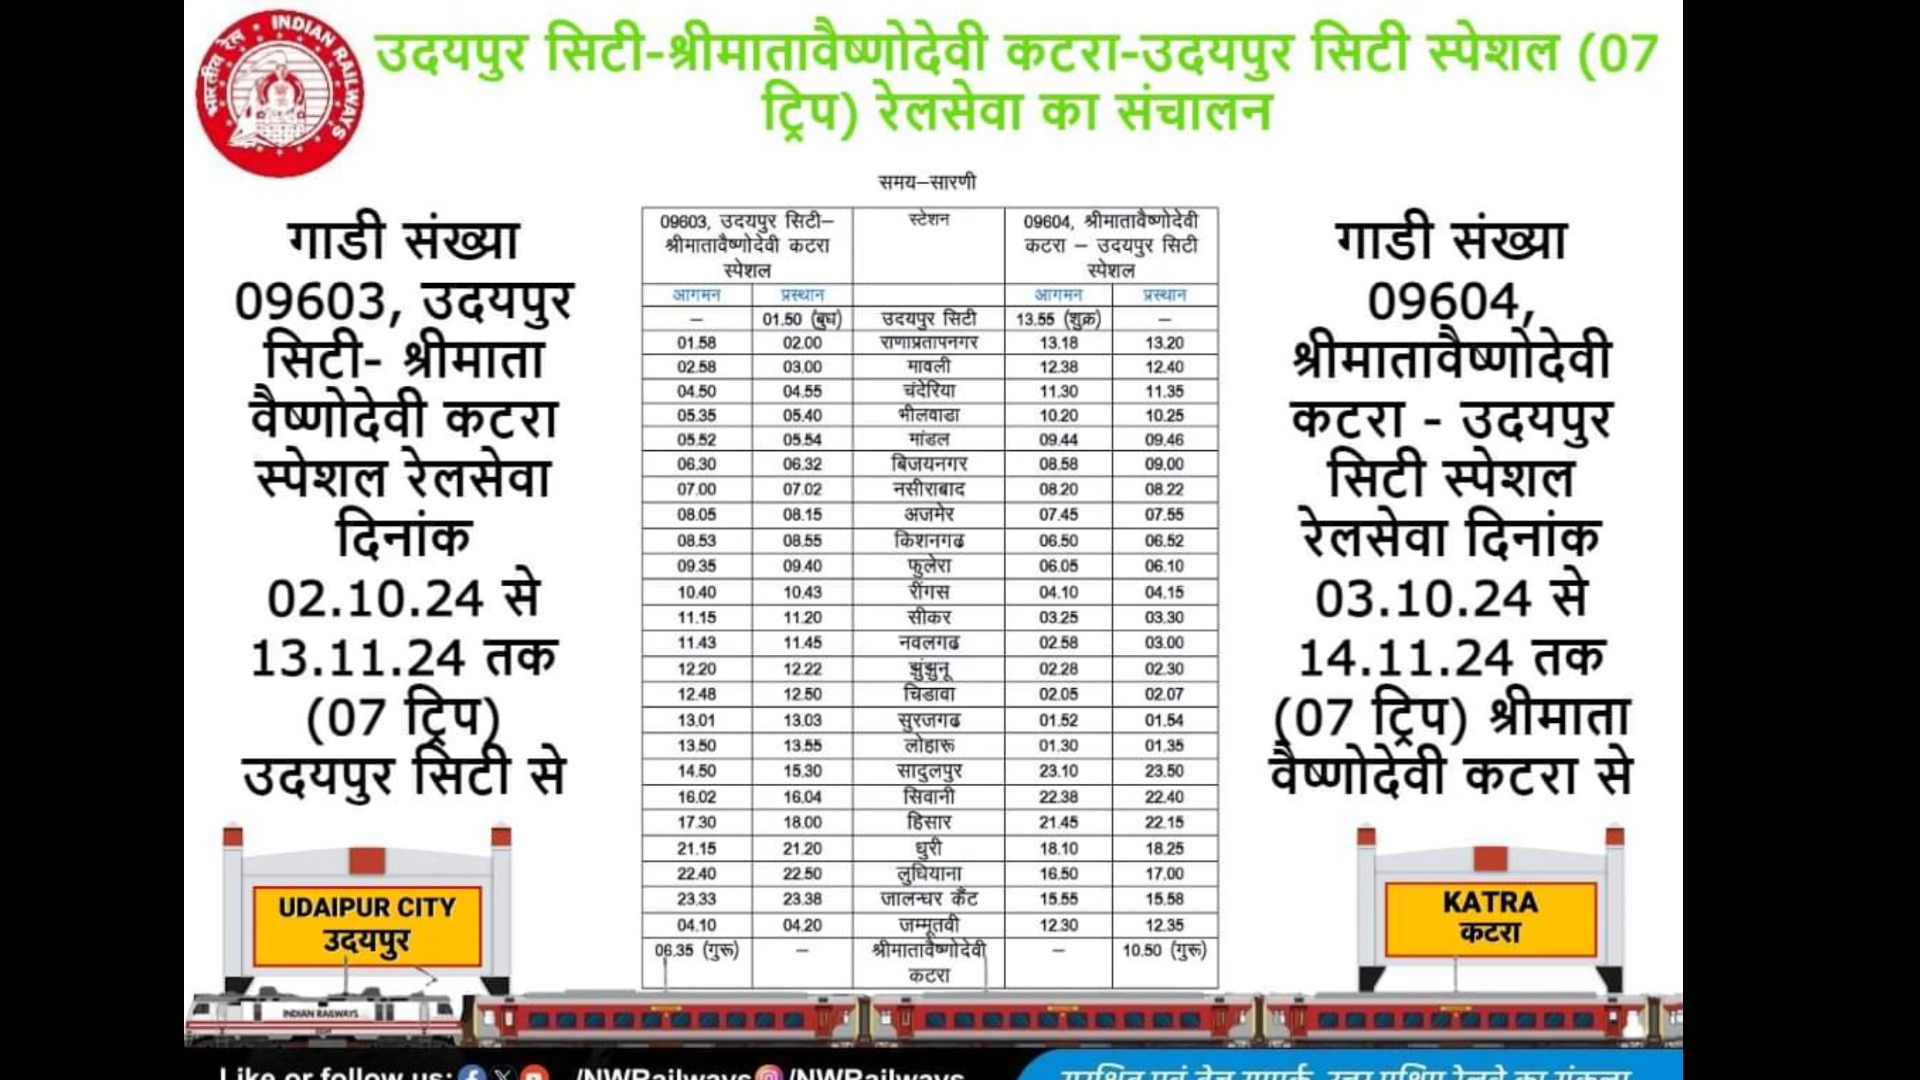 भारतीय रेल
INDIAN RAILWAYS
उदयपुर सिटी-श्रीमातावैष्णोदेवी कटरा-उदयपुर सिटी स्पेशल (07
ट्रिप) रेलसेवा का संचालन
समय–सारणी
गाडी संख्या
09603, उदयपुर
सिटी- श्रीमाता
वैष्णोदेवी कटरा
स्पेशल रेलसेवा
दिनांक
02.10.24 से
13.11.24 तक
(07 ट्रिप)
उदयपुर सिटी से
09603, उदयपुर सिटी– श्रीमातावैष्णोदेवी कटरा स्पेशल स्टेशन 09604, श्रीमातावैष्णोदेवी कटरा – उदयपुर सिटी स्पेशल
आगमन प्रस्थान आगमन प्रस्थान
– 01.50 (बुध) उदयपुर सिटी 13.55 (शुक्र) –
01.58 02.00 राणाप्रतापनगर 13.18 13.20
02.58 03.00 मावली 12.38 12.40
04.50 04.55 चंदेरिया 11.30 11.35
05.35 05.40 भीलवाडा 10.20 10.25
05.52 05.54 मांडल 09.44 09.46
06.30 06.32 बिजयनगर 08.58 09.00
07.00 07.02 नसीराबाद 08.20 08.22
08.05 08.15 अजमेर 07.45 07.55
08.53 08.55 किशनगढ 06.50 06.52
09.35 09.40 फुलेरा 06.05 06.10
10.40 10.43 रींगस 04.10 04.15
11.15 11.20 सीकर 03.25 03.30
11.43 11.45 नवलगढ 02.58 03.00
12.20 12.22 झुंझुनू 02.28 02.30
12.48 12.50 चिडावा 02.05 02.07
13.01 13.03 सुरजगढ 01.52 01.54
13.50 13.55 लोहारू 01.30 01.35
14.50 15.30 सादुलपुर 23.10 23.50
16.02 16.04 सिवानी 22.38 22.40
17.30 18.00 हिसार 21.45 22.15
21.15 21.20 धुरी 18.10 18.25
22.40 22.50 लुधियाना 16.50 17.00
23.33 23.38 जालन्धर कैंट 15.55 15.58
04.10 04.20 जम्मूतवी 12.30 12.35
06.35 (गुरू) – श्रीमातावैष्णोदेवी कटरा – 10.50 (गुरू)
गाडी संख्या
09604,
श्रीमातावैष्णोदेवी
कटरा - उदयपुर
सिटी स्पेशल
रेलसेवा दिनांक
03.10.24 से
14.11.24 तक
(07 ट्रिप) श्रीमाता
वैष्णोदेवी कटरा से
UDAIPUR CITY
उदयपुर
KATRA
कटरा
INDIAN RAILWAYS
Like or follow us: /NWRailways /NWRailways